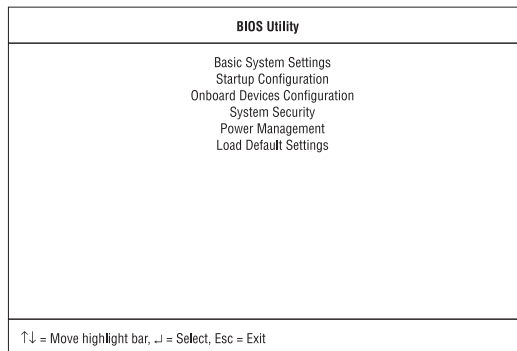 BIOS Utility
Basic System Settings
Startup Configuration
Onboard Devices Configuration
System Security
Power Management
Load Default Settings
↑↓ = Move highlight bar, ↵ = Select, Esc = Exit